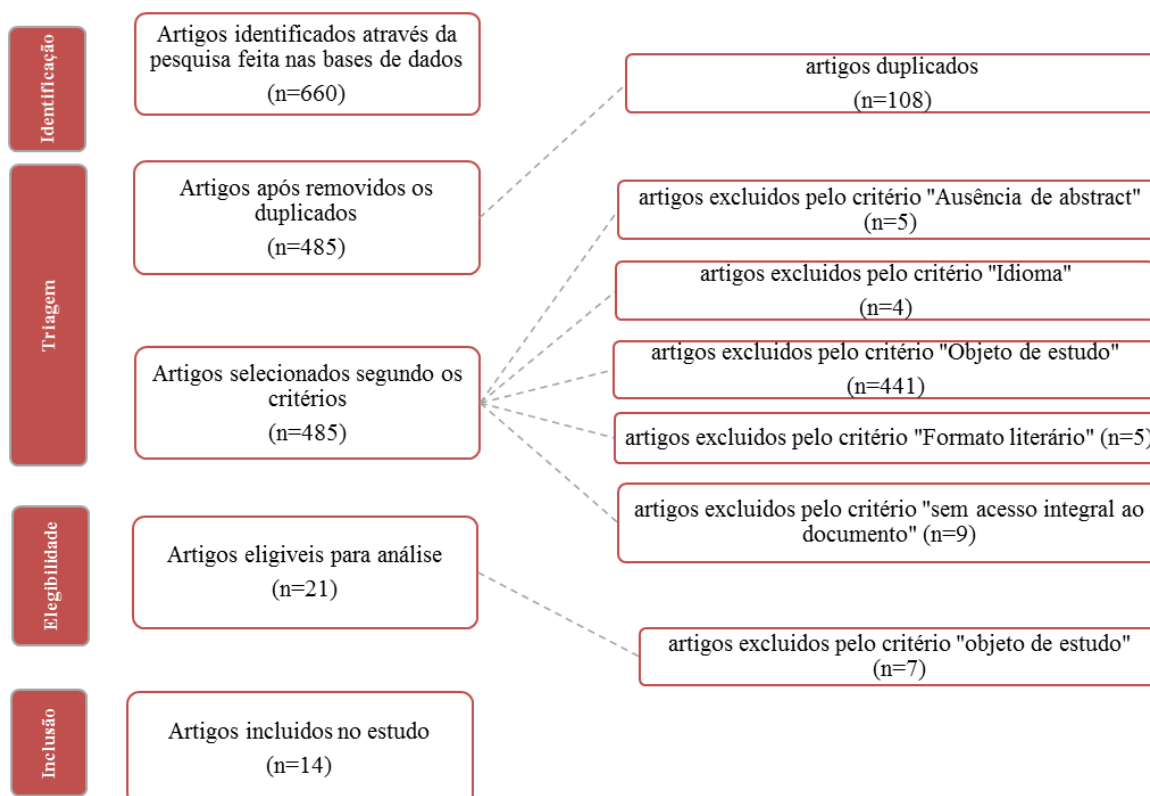 Identificação
Artigos identificados através da
pesquisa feita nas bases de dados
(n=660)
artigos duplicados
(n=108)
Triagem
Artigos após removidos os
duplicados
(n=485)
artigos excluidos pelo critério "Ausência de abstract"
(n=5)
artigos excluidos pelo critério "Idioma"
(n=4)
Artigos selecionados segundo os
critérios
(n=485)
artigos excluidos pelo critério "Objeto de estudo"
(n=441)
artigos excluidos pelo critério "Formato literário" (n=5)
artigos excluidos pelo critério "sem acesso integral ao
documento" (n=9)
Elegibilidade
Artigos eligiveis para análise
(n=21)
artigos excluidos pelo critério "objeto de estudo"
(n=7)
Inclusão
Artigos incluidos no estudo
(n=14)